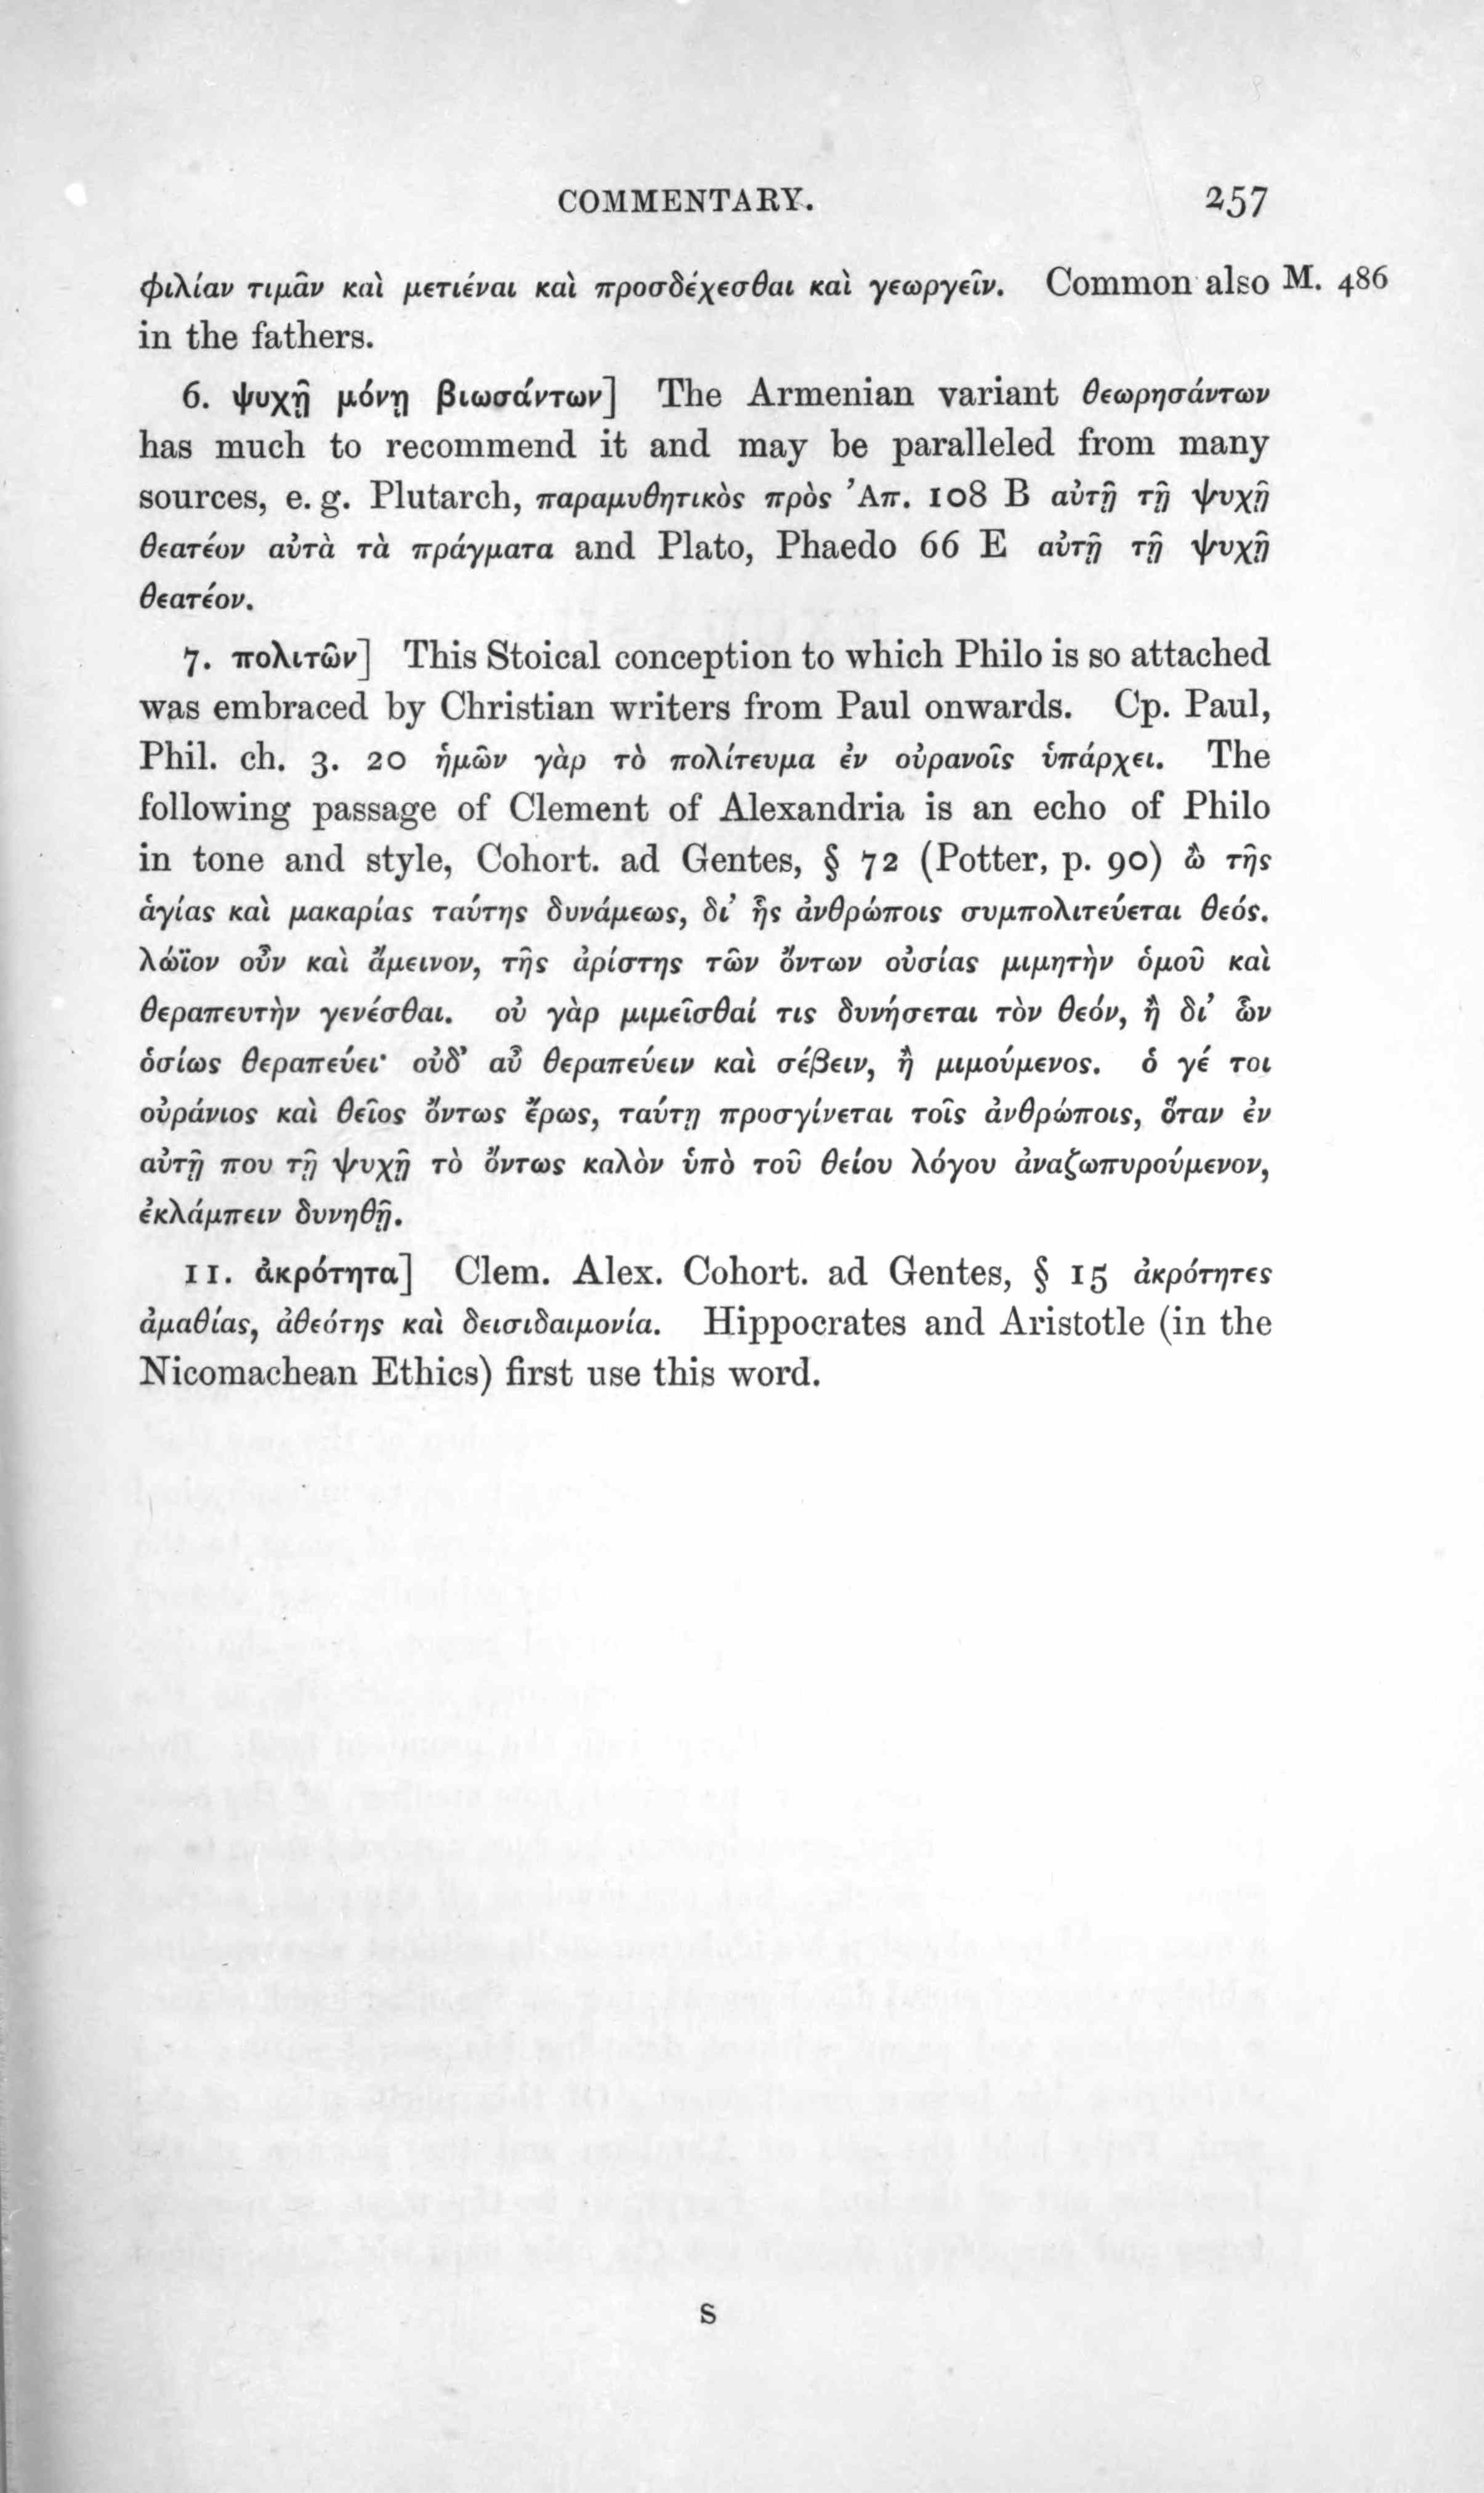 COMMENTARY. 257
φιλίαν τιμᾶν καὶ μετιέναι καὶ προσδέχεσθαι καὶ γεωργεῖν. Common also M. 486
in the fathers.
6. ψυχῇ μόνῃ βιωσάντων] The Armenian variant θεωρησάντων
has much to recommend it and may be paralleled from many
sources, e. g. Plutarch, παραμυθητικὸς πρὸς Ἀπ. 108 B αὐτῇ τῇ ψυχῇ
θεατέον αὐτὰ τὰ πράγματα and Plato, Phaedo 66 E αὐτῇ τῇ ψυχῇ
θεατέον.
7. πολιτῶν] This Stoical conception to which Philo is so attached
was embraced by Christian writers from Paul onwards. Cp. Paul,
Phil. ch. 3. 20 ἡμῶν γὰρ τὸ πολίτευμα ἐν οὐρανοῖς ὑπάρχει. The
following passage of Clement of Alexandria is an echo of Philo
in tone and style, Cohort. ad Gentes, § 72 (Potter, p. 90) ὢ τῆς
ἁγίας καὶ μακαρίας ταύτης δυνάμεως, δι’ ἧς ἀνθρώποις συμπολιτεύεται θεός.
λώϊον οὖν καὶ ἄμεινον, τῆς ἀρίστης τῶν ὄντων οὐσίας μιμητὴν ὁμοῦ καὶ
θεραπευτὴν γενέσθαι. οὐ γὰρ μιμεῖσθαί τις δυνήσεται τὸν θεόν, ἢ δι’ ὧν
ὁσίως θεραπεύει· οὐδ’ αὖ θεραπεύειν καὶ σέβειν, ἢ μιμούμενος. ὁ γέ τοι
οὐράνιος καὶ θεῖος ὄντως ἔρως, ταύτῃ προσγίνεται τοῖς ἀνθρώποις, ὅταν ἐν
αὐτῇ που τῇ ψυχῇ τὸ ὄντως καλὸν ὑπὸ τοῦ θείου λόγου ἀναζωπυρούμενον,
ἐκλάμπειν δυνηθῇ.
11. ἀκρότητα] Clem. Alex. Cohort. ad Gentes, § 15 ἀκρότητες
ἀμαθίας, ἀθεότης καὶ δεισιδαιμονία. Hippocrates and Aristotle (in the
Nicomachean Ethics) first use this word.
S